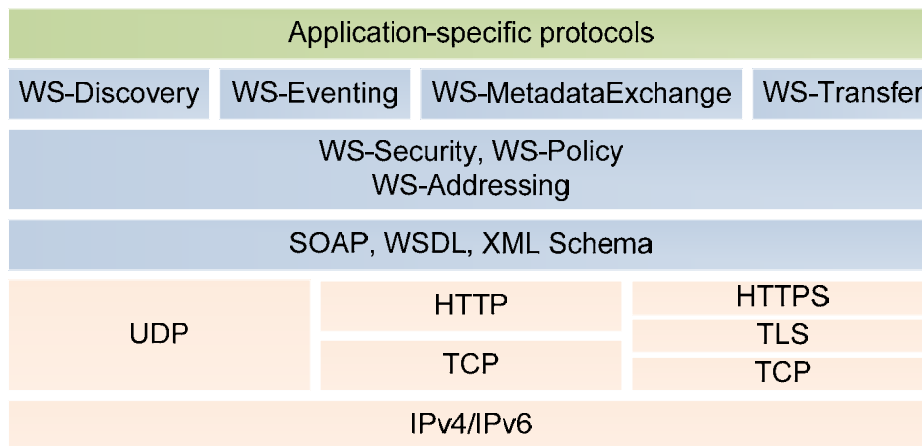 Application-specific protocols
WS-Discovery
WS-Eventing
WS-MetadataExchange
WS-Transfer
WS-Security, WS-Policy
WS-Addressing
SOAP, WSDL, XML Schema
UDP
HTTP
TCP
HTTPS
TLS
TCP
IPv4/IPv6